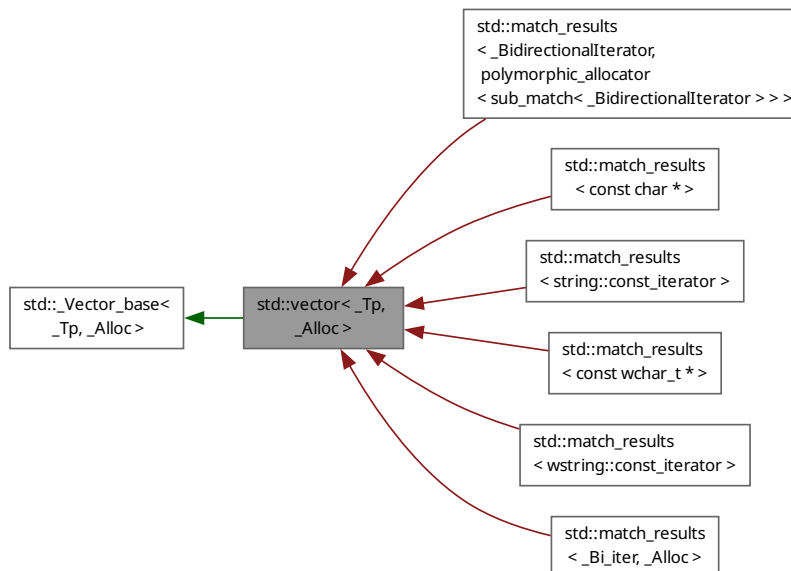 std::match_results
< _BidirectionalIterator,
polymorphic_allocator
< sub_match< _BidirectionalIterator > > >
std::match_results
< const char * >
std::match_results
< string::const_iterator >
std::_Vector_base<
_Tp, _Alloc >
std::vector< _Tp,
_Alloc >
std::match_results
< const wchar_t * >
std::match_results
< wstring::const_iterator >
std::match_results
< _Bi_iter, _Alloc >